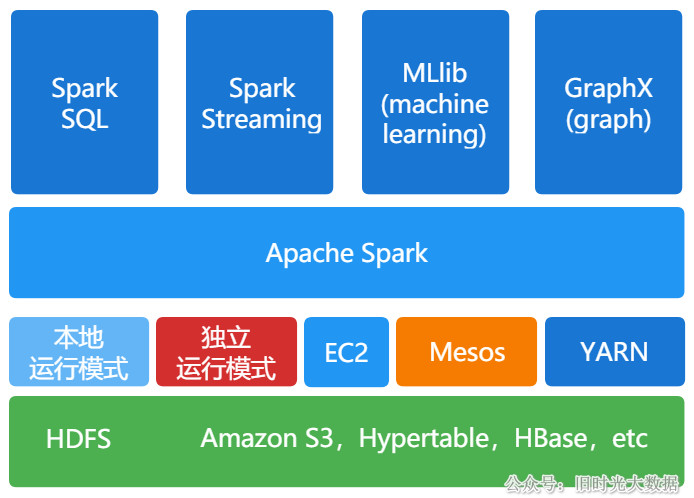 Spark
SQL
Spark
Streaming
MLlib
(machine
learning)
GraphX
(graph)
Apache Spark
本地
运行模式
独立
运行模式
EC2
Mesos
YARN
HDFS
Amazon S3，Hypertable，HBase，etc
公众号：旧时光大数据